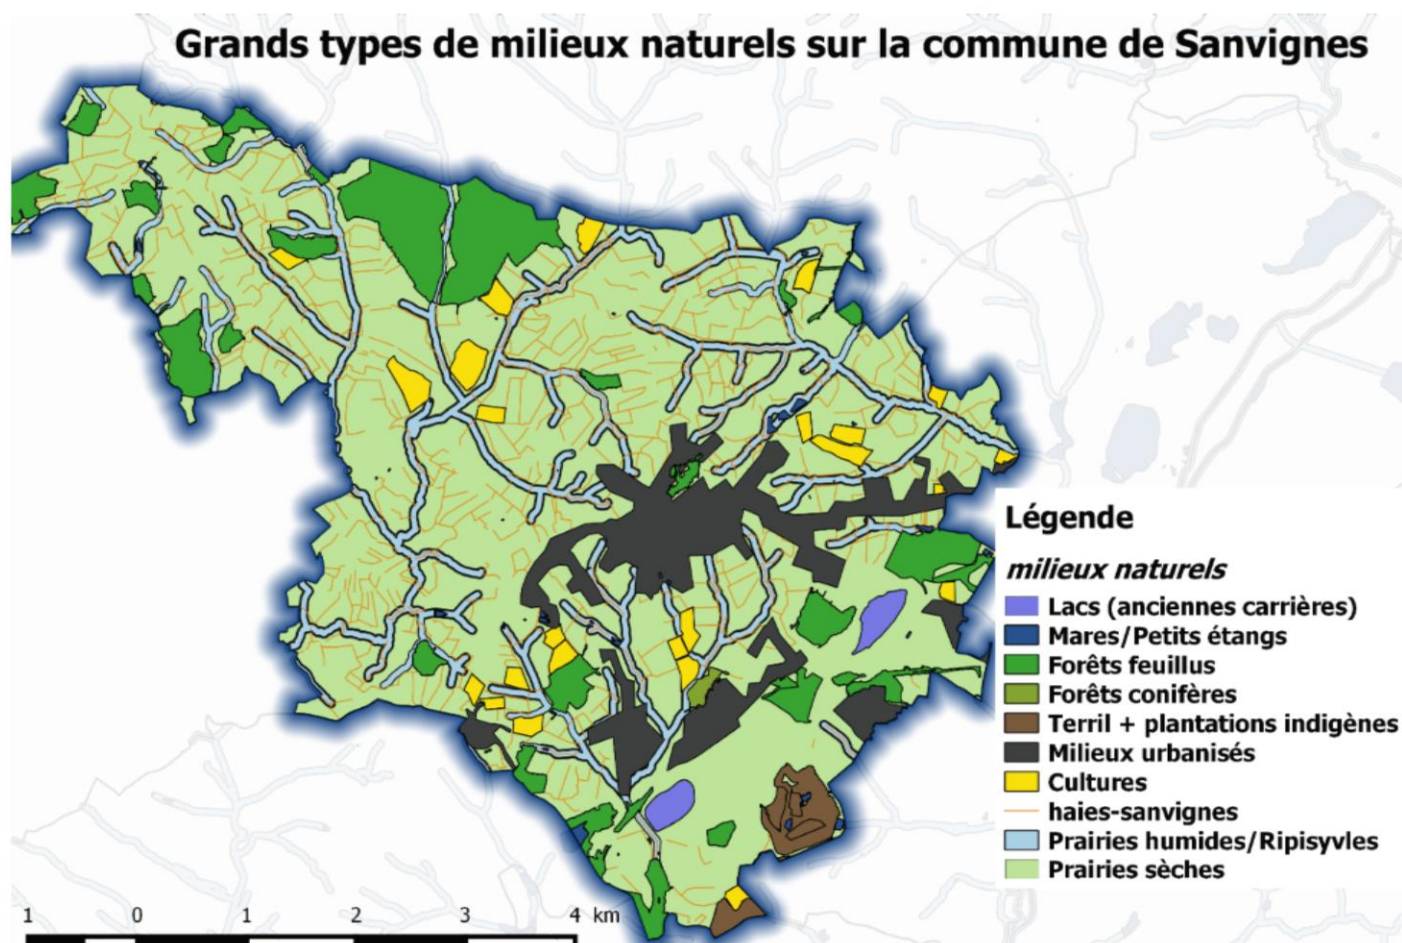 Grands types de milieux naturels sur la commune de Sanvignes
Légende
milieux naturels
Lacs (anciennes carrières)
Mares/Petits étangs
Forêts feuillus
Forêts conifères
Terril + plantations indigènes
Milieux urbanisés
Cultures
haies-sanvignes
Prairies humides/Ripisyvles
Prairies sèches
1 0 1 2 3 4 km